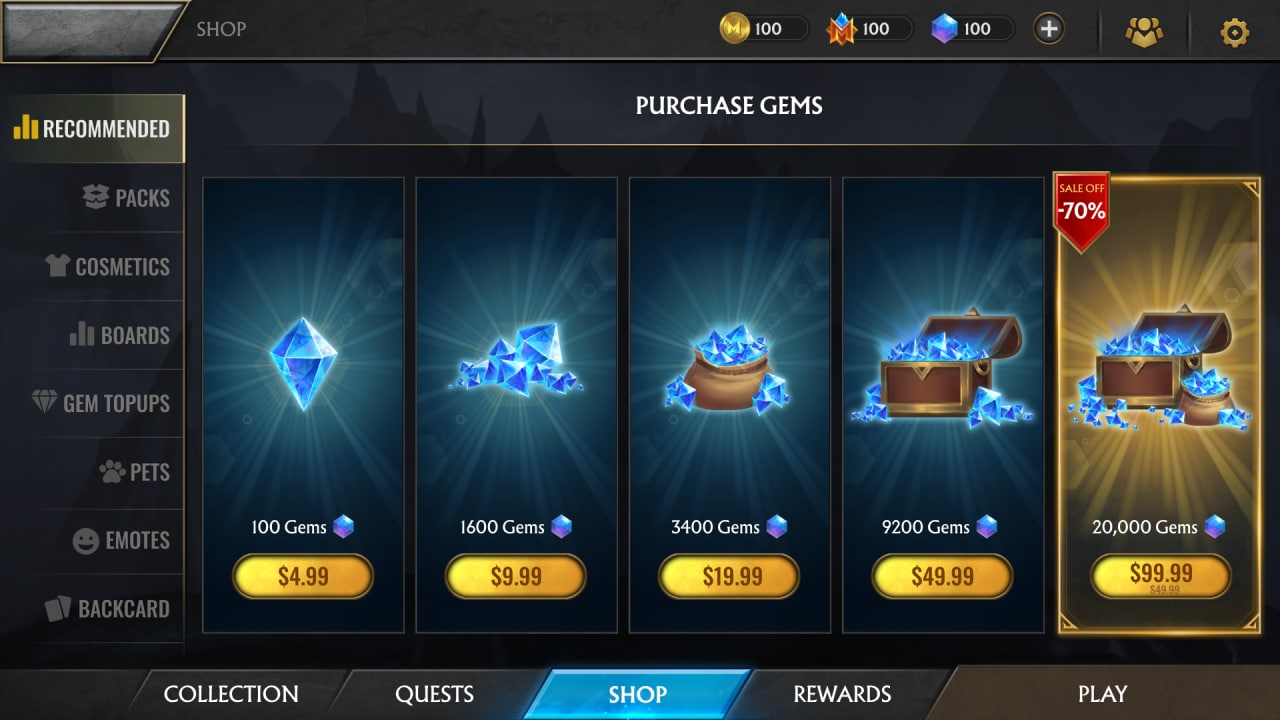 SHOP
100
100
100
PURCHASE GEMS
RECOMMENDED
PACKS
COSMETICS
BOARDS
GEM TOPUPS
PETS
EMOTES
BACKCARD
100 Gems
$4.99
1600 Gems
$9.99
3400 Gems
$19.99
9200 Gems
$49.99
SALE OFF
-70%
20,000 Gems
$99.99
$49.99
COLLECTION
QUESTS
SHOP
REWARDS
PLAY